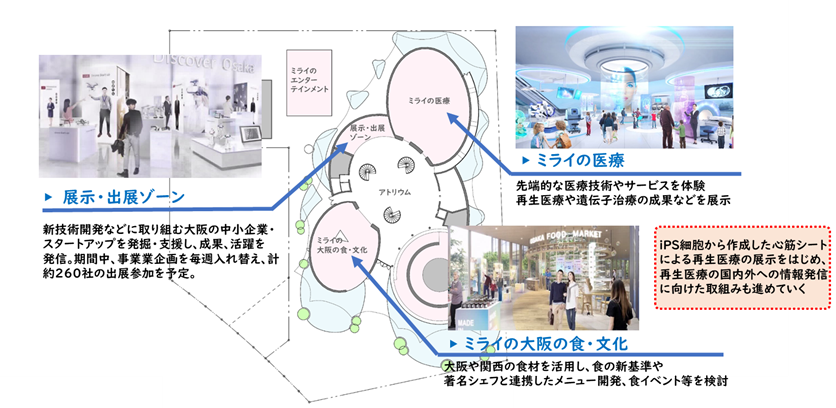 Discover Osaka
ミライの
エンター
テインメント
ミライの医療
展示・出展
ゾーン
アトリウム
ミライの
大阪の食・文化
▶ 展示・出展ゾーン
新技術開発などに取り組む大阪の中小企業・
スタートアップを発掘・支援し、成果、活躍を
発信。期間中、事業業企画を毎週入れ替え、計
約260社の出展参加を予定。
▶ ミライの医療
先端的な医療技術やサービスを体験
再生医療や遺伝子治療の成果などを展示
OSAKA FOOD MARKET
MADE
▶ ミライの大阪の食・文化
大阪や関西の食材を活用し、食の新基準や
著名シェフと連携したメニュー開発、食イベント等を検討
iPS細胞から作成した心筋シート
による再生医療の展示をはじめ、
再生医療の国内外への情報発信
に向けた取組みも進めていく